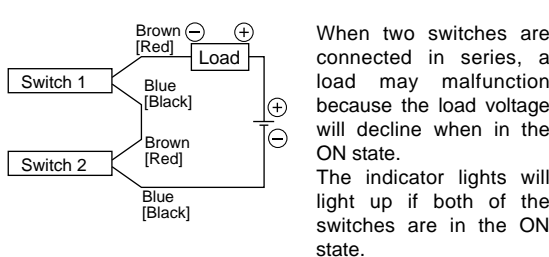 Brown ⊖ ⊕
[Red]
Load
Switch 1
Blue
[Black]
⊕
⊖
Brown
[Red]
Switch 2
Blue
[Black]
When two switches are
connected in series, a
load may malfunction
because the load voltage
will decline when in the
ON state.
The indicator lights will
light up if both of the
switches are in the ON
state.